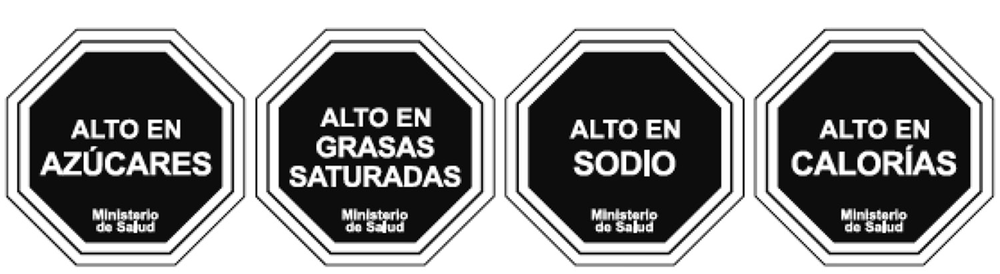 ALTO EN
AZÚCARES
Ministerio
de Salud
ALTO EN
GRASAS
SATURADAS
Ministerio
de Salud
ALTO EN
SODIO
Ministerio
de Salud
ALTO EN
CALORÍAS
Ministerio
de Salud